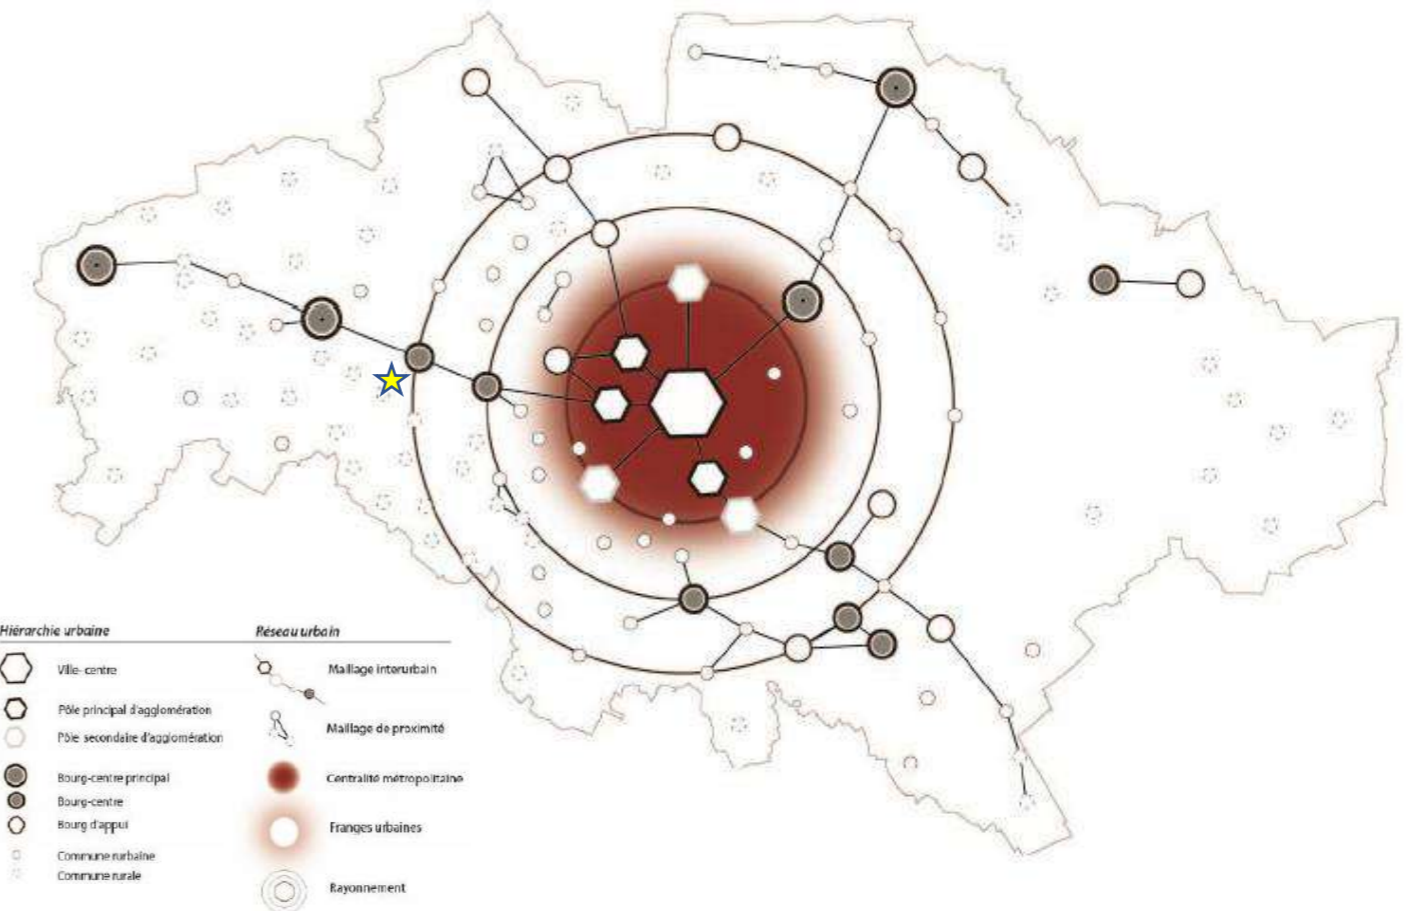 Hiérarchie urbaine
Ville-centre
Pôle principal d'agglomération
Pôle secondaire d'agglomération
Bourg-centre principal
Bourg-centre
Bourg d'appui
Commune rurbaine
Commune rurale
Réseau urbain
Maillage interurbain
Maillage de proximité
Centralité métropolitaine
Franges urbaines
Rayonnement